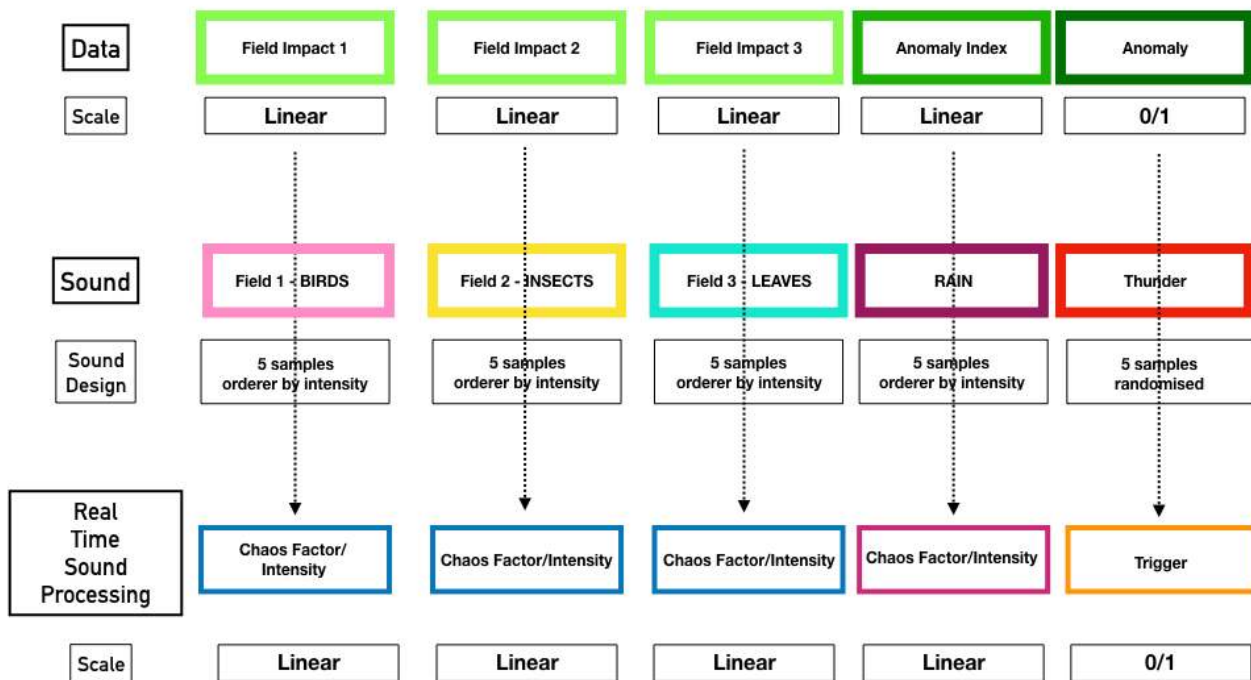 Data
Field Impact 1
Field Impact 2
Field Impact 3
Anomaly Index
Anomaly
Scale
Linear
Linear
Linear
Linear
0/1
Sound
Field 1 - BIRDS
Field 2 - INSECTS
Field 3 - LEAVES
RAIN
Thunder
Sound
Design
5 samples
orderer by intensity
5 samples
orderer by intensity
5 samples
orderer by intensity
5 samples
orderer by intensity
5 samples
randomised
Real
Time
Sound
Processing
Chaos Factor/
Intensity
Chaos Factor/Intensity
Chaos Factor/Intensity
Chaos Factor/Intensity
Trigger
Scale
Linear
Linear
Linear
Linear
0/1